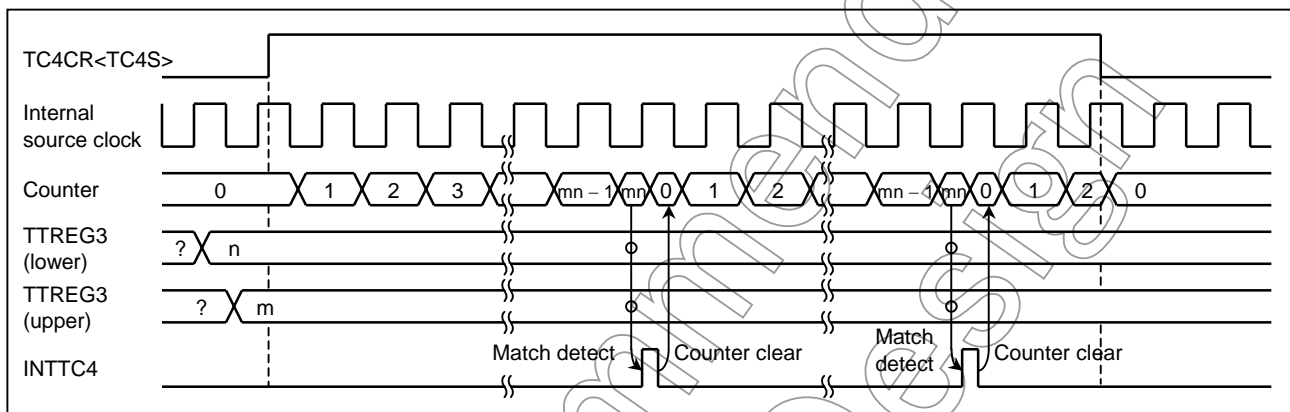 TC4CR<TC4S>
Internal
source clock
Counter 0 1 2 3 mn – 1 mn 0 1 2 mn – 1 mn 0 1 2 0
TTREG3
(lower) ? n
TTREG3
(upper) ? m
Match detect Counter clear Match
detect Counter clear
INTTC4